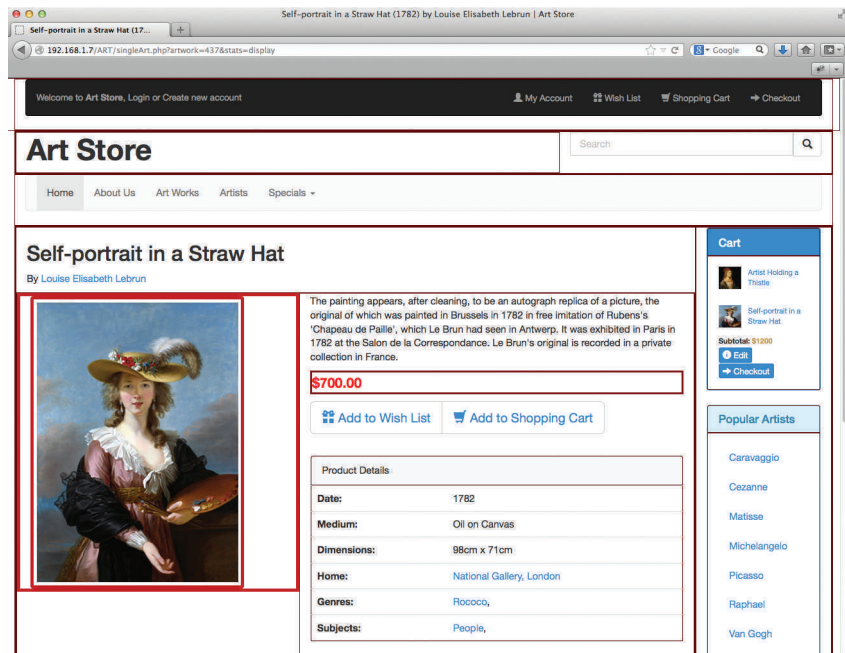 Self-portrait in a Straw Hat (1782) by Louise Elisabeth Lebrun | Art Store
Self-portrait in a Straw Hat (17...
192.168.1.7/ART/singleArt.php?artwork=437&stats=display
Google
Welcome to Art Store, Login or Create new account
My Account Wish List Shopping Cart Checkout
Art Store
Search
Home About Us Art Works Artists Specials
Self-portrait in a Straw Hat
By Louise Elisabeth Lebrun
The painting appears, after cleaning, to be an autograph replica of a picture, the
original of which was painted in Brussels in 1782 in free imitation of Rubens's
'Chapeau de Paille', which Le Brun had seen in Antwerp. It was exhibited in Paris in
1782 at the Salon de la Correspondance. Le Brun's original is recorded in a private
collection in France.
$700.00
Add to Wish List Add to Shopping Cart
Product Details
Date: 1782
Medium: Oil on Canvas
Dimensions: 98cm x 71cm
Home: National Gallery, London
Genres: Rococo,
Subjects: People,
Cart
Artist Holding a
Thistle
Self-portrait in a
Straw Hat
Subtotal: $1200
Edit
Checkout
Popular Artists
Caravaggio
Cezanne
Matisse
Michelangelo
Picasso
Raphael
Van Gogh